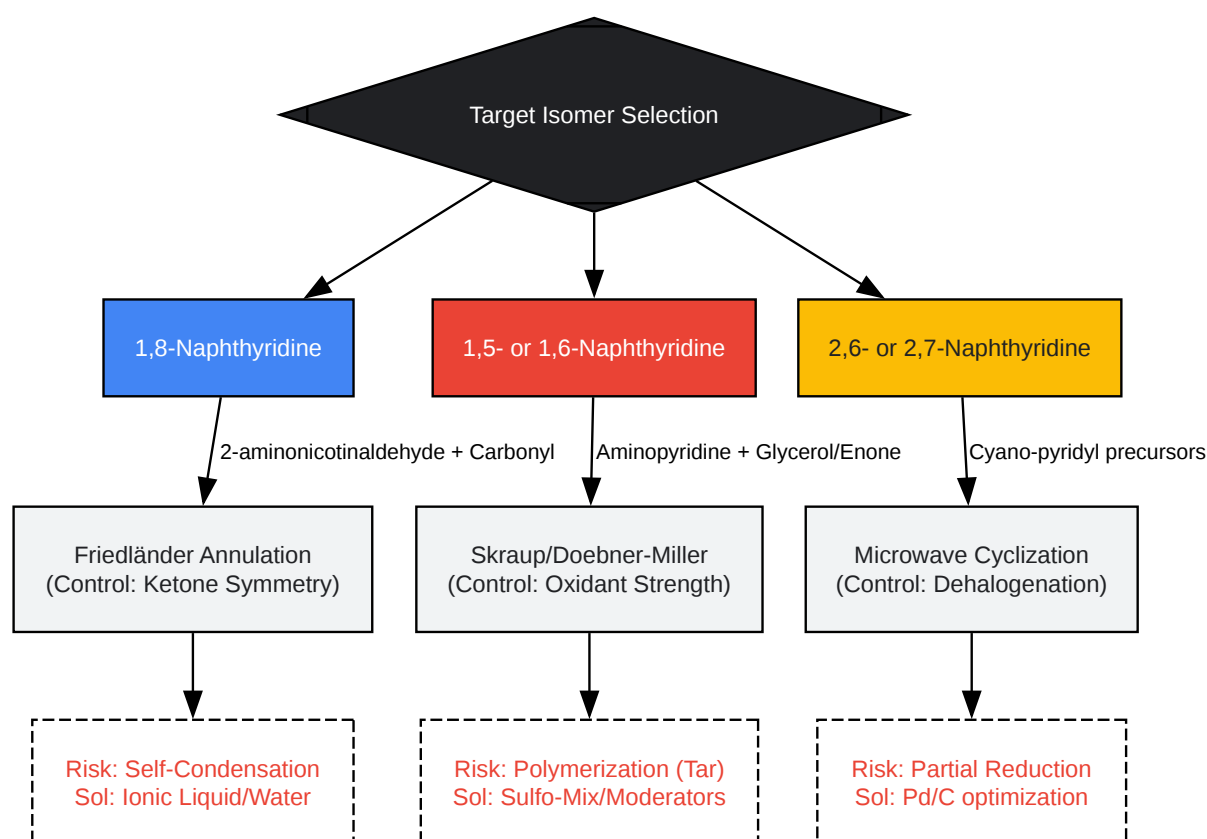 Target Isomer Selection
1,8-Naphthyridine
1,5- or 1,6-Naphthyridine
2,6- or 2,7-Naphthyridine
2-aminonicotinaldehyde + Carbonyl
Aminopyridine + Glycerol/Enone
Cyano-pyridyl precursors
Friedländer Annulation
(Control: Ketone Symmetry)
Skraup/Doebner-Miller
(Control: Oxidant Strength)
Microwave Cyclization
(Control: Dehalogenation)
Risk: Self-Condensation
Sol: Ionic Liquid/Water
Risk: Polymerization (Tar)
Sol: Sulfo-Mix/Moderators
Risk: Partial Reduction
Sol: Pd/C optimization